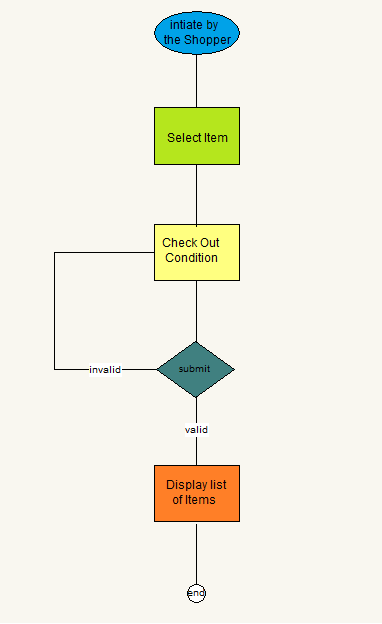 intiate by
the Shopper
Select Item
Check Out
Condition
submit
invalid
valid
Display list
of Items
end